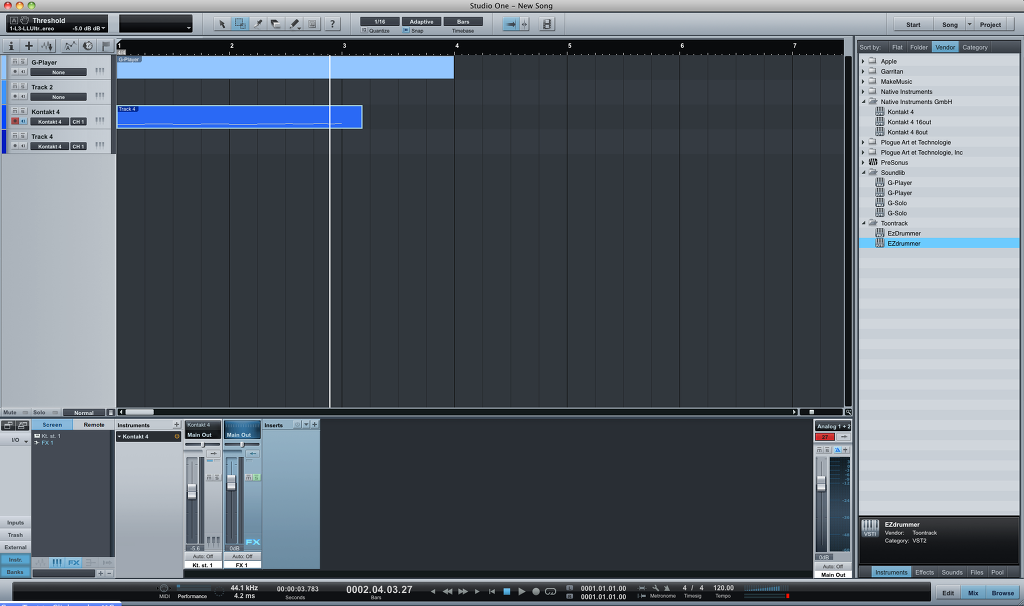 Studio One - New Song
Threshold
1-L3-LLUltr..ereo -5.0 dB dB
?
1/16 Adaptive Bars
Quantize Snap Timebase
Start Song Project
1 2 3 4 5 6 7
Sort by: Flat Folder Vendor Category
G-Player
None
Track 2
None
Kontakt 4
Kontakt 4 CH 1
Track 4
Kontakt 4 CH 1
G-Player
Track 4
Apple
Garritan
MakeMusic
Native Instruments
Native Instruments GmbH
Kontakt 4
Kontakt 4 16out
Kontakt 4 8out
Plogue Art et Technologie
Plogue Art et Technologie, Inc
PreSonus
Soundlib
G-Player
G-Player
G-Solo
G-Solo
Toontrack
EzDrummer
EZdrummer
Mute Solo Normal
I/O
Screen Remote
Kt. st. 1
FX 1
Inputs
Trash
External
Instr.
Banks
FX
Instruments
Kontakt 4
Kontakt 4
Main Out
-5.6
Auto: Off
Kt. st. 1
Main Out
FX
0dB
Auto: Off
FX 1
Inserts
Analog 1 + 2
0dB
Auto: Off
Main Out
EZdrummer
Vendor: Toontrack
Category: VST2
VSTi
Instruments Effects Sounds Files Pool
MIDI Performance
44.1 kHz
4.2 ms
00:00:03.783
Seconds
0002.04.03.27
Bars
0001.01.01.00
0001.01.01.00
Metronome
4 / 4
Timesig
120.00
Tempo
Edit Mix Browse